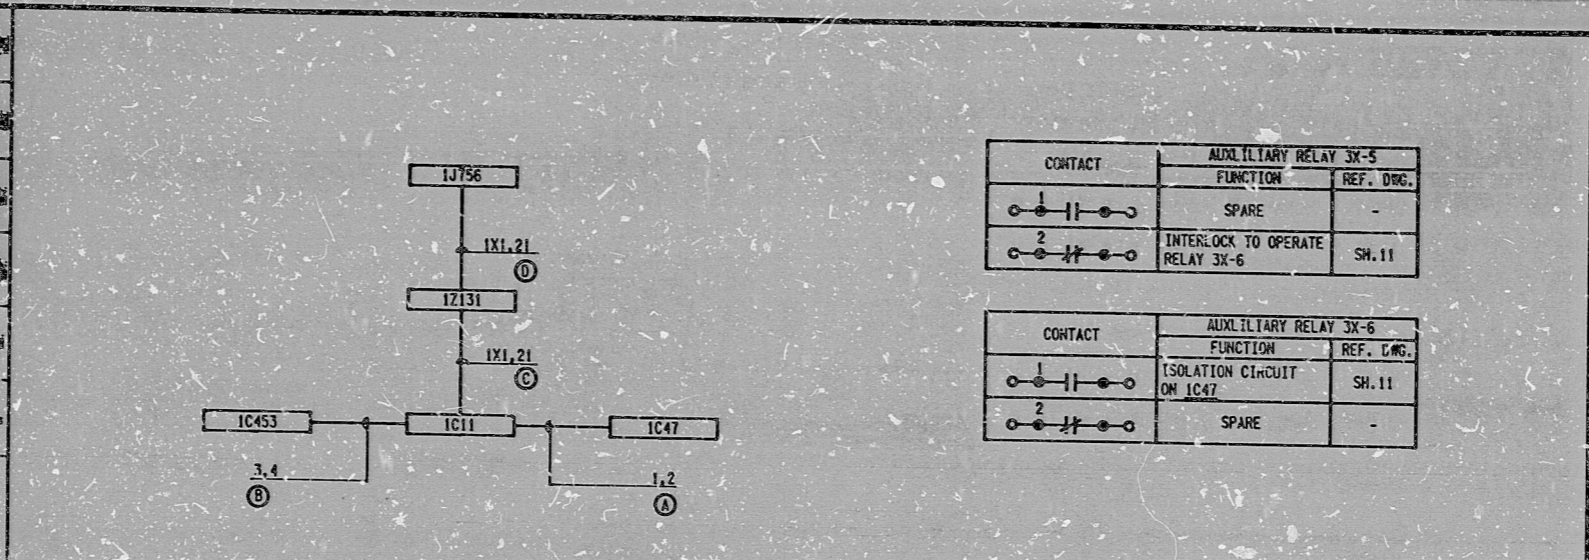 1J756
1X1,21
D
1Z131
1X1,21
C
1C453
1C11
1C47
3,4
B
1,2
A
CONTACT
AUXLILIARY RELAY 3X-5
FUNCTION
REF. DWG.
1
SPARE
-
2
INTERLOCK TO OPERATE
RELAY 3X-6
SH.11
CONTACT
AUXLILIARY RELAY 3X-6
FUNCTION
REF. DWG.
1
ISOLATION CIRCUIT
ON 1C47
SH.11
2
SPARE
-